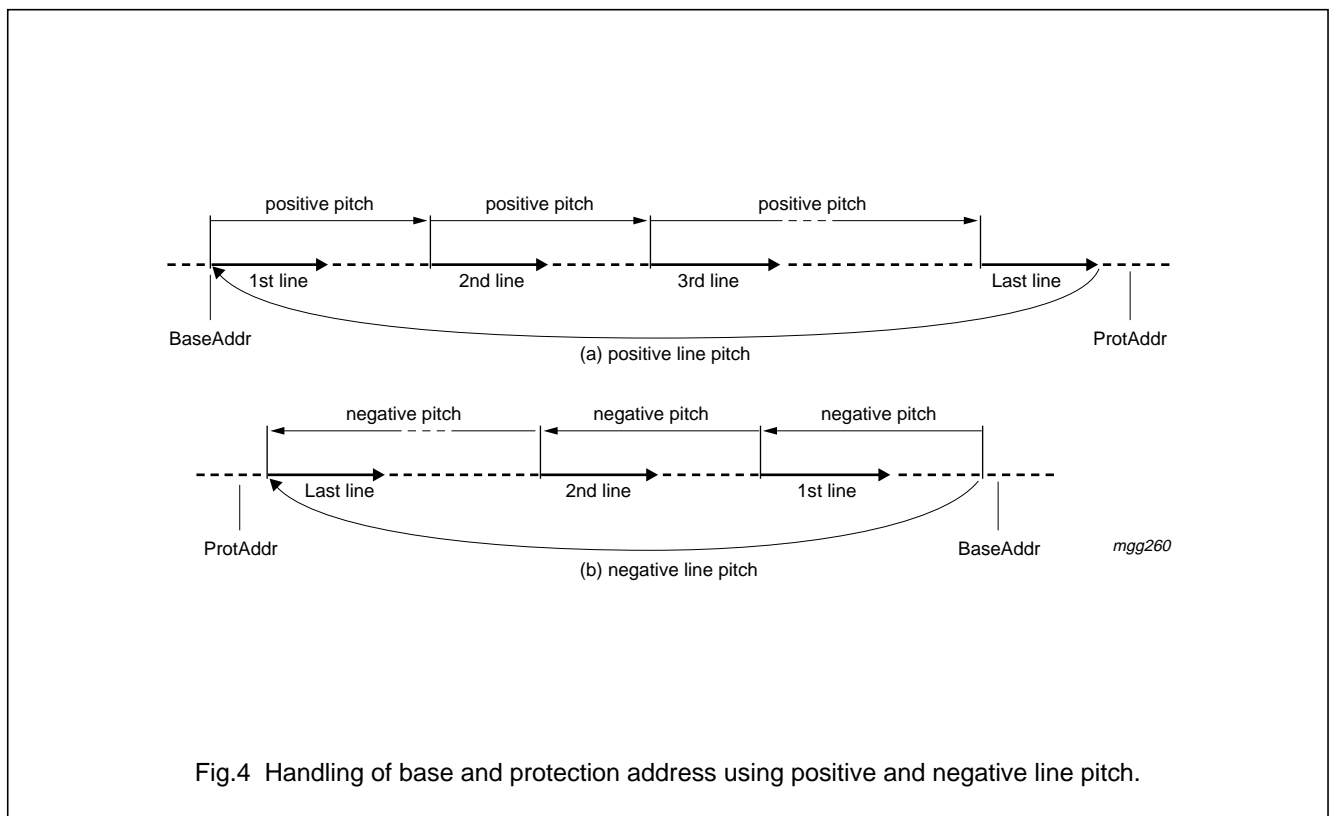 positive pitch positive pitch positive pitch
1st line 2nd line 3rd line Last line
BaseAddr ProtAddr
(a) positive line pitch
negative pitch negative pitch negative pitch
Last line 2nd line 1st line
ProtAddr BaseAddr mgg260
(b) negative line pitch
Fig.4 Handling of base and protection address using positive and negative line pitch.